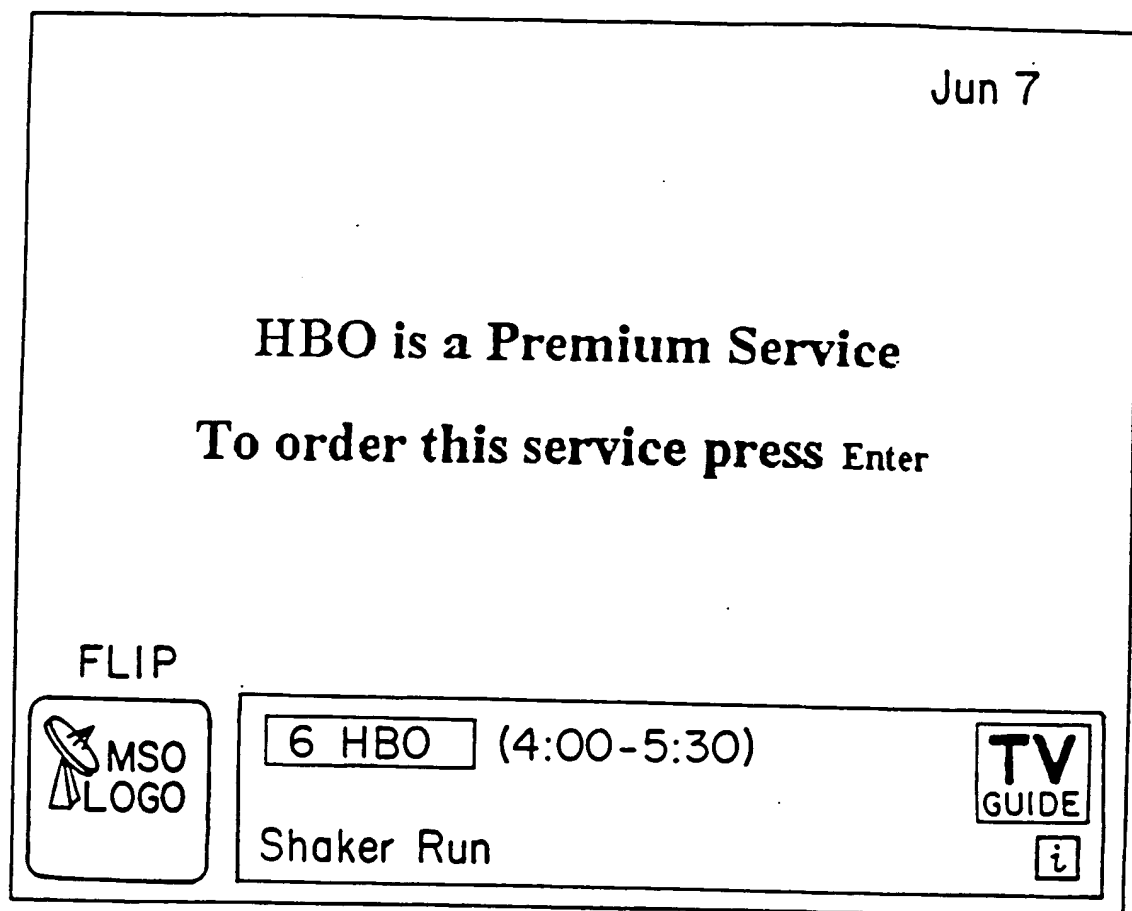 Jun 7
HBO is a Premium Service
To order this service press Enter
FLIP
MSO
LOGO
6 HBO (4:00-5:30)
TV
GUIDE
Shaker Run
i